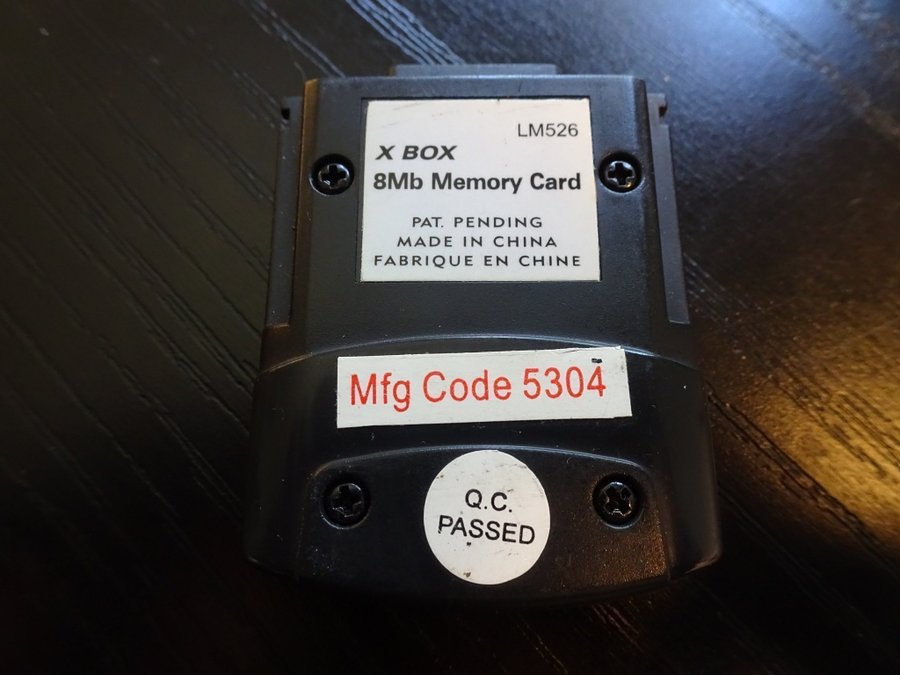 LM526
X BOX
8Mb Memory Card
PAT. PENDING
MADE IN CHINA
FABRIQUE EN CHINE
Mfg Code 5304
Q.C.
PASSED